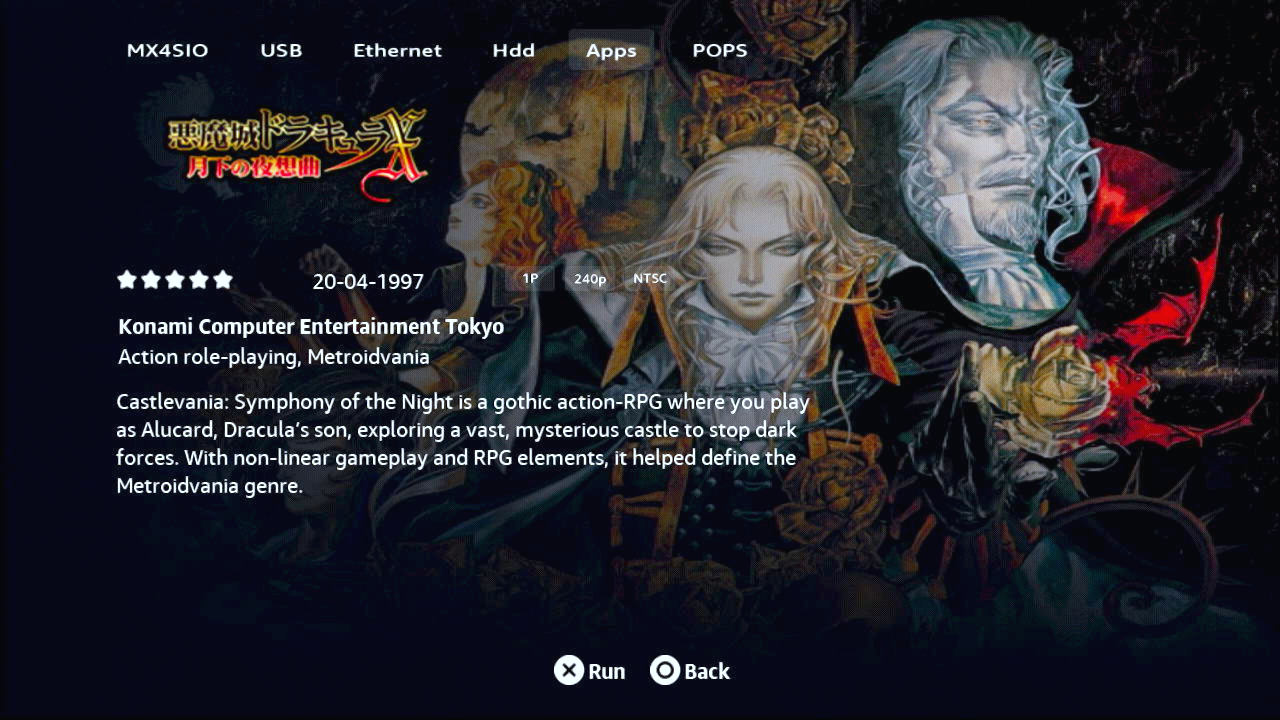 MX4SIO USB Ethernet Hdd Apps POPS
悪魔城ドラキュラX
月下の夜想曲
20-04-1997 1P 240p NTSC
Konami Computer Entertainment Tokyo
Action role-playing, Metroidvania
Castlevania: Symphony of the Night is a gothic action-RPG where you play
as Alucard, Dracula's son, exploring a vast, mysterious castle to stop dark
forces. With non-linear gameplay and RPG elements, it helped define the
Metroidvania genre.
Run Back